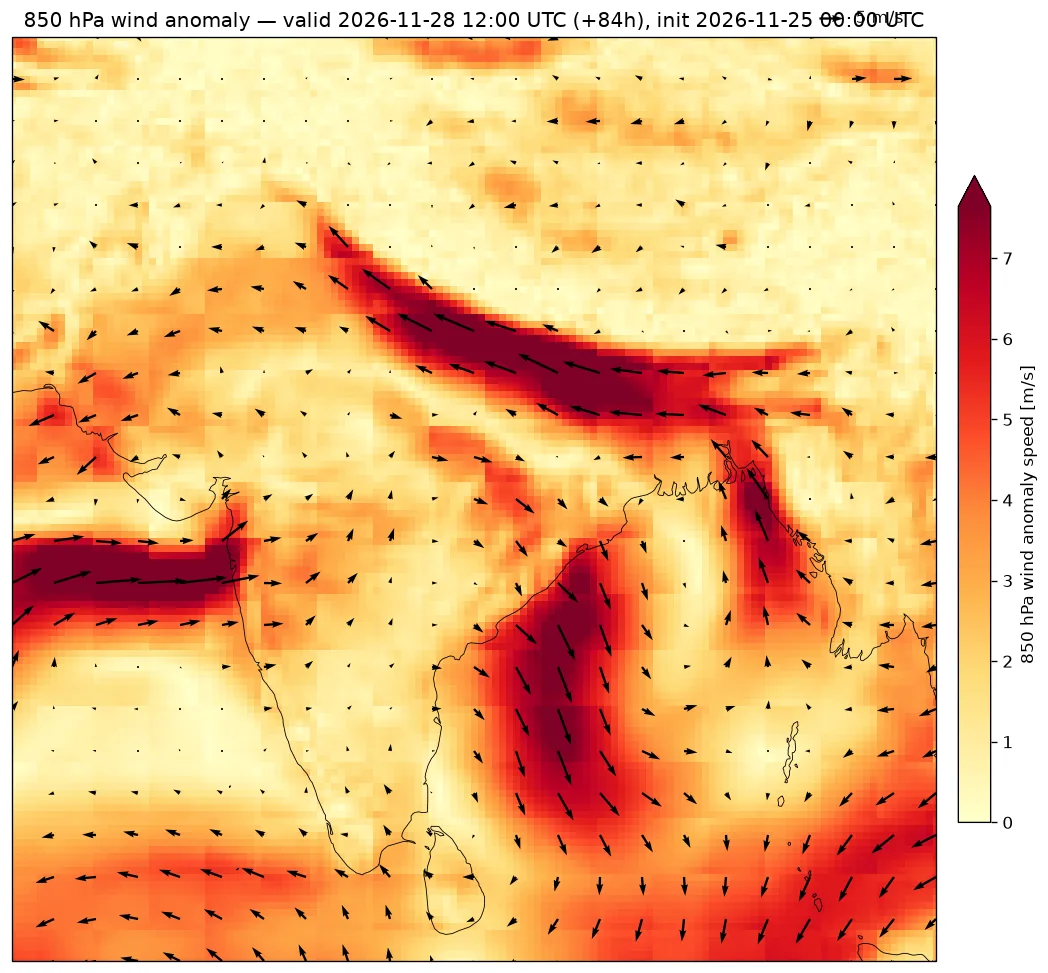 850 hPa wind anomaly — valid 2026-11-28 12:00 UTC (+84h), init 2026-11-25 00:00 UTC
5 m/s
7
6
5
4
3
2
1
0
850 hPa wind anomaly speed [m/s]